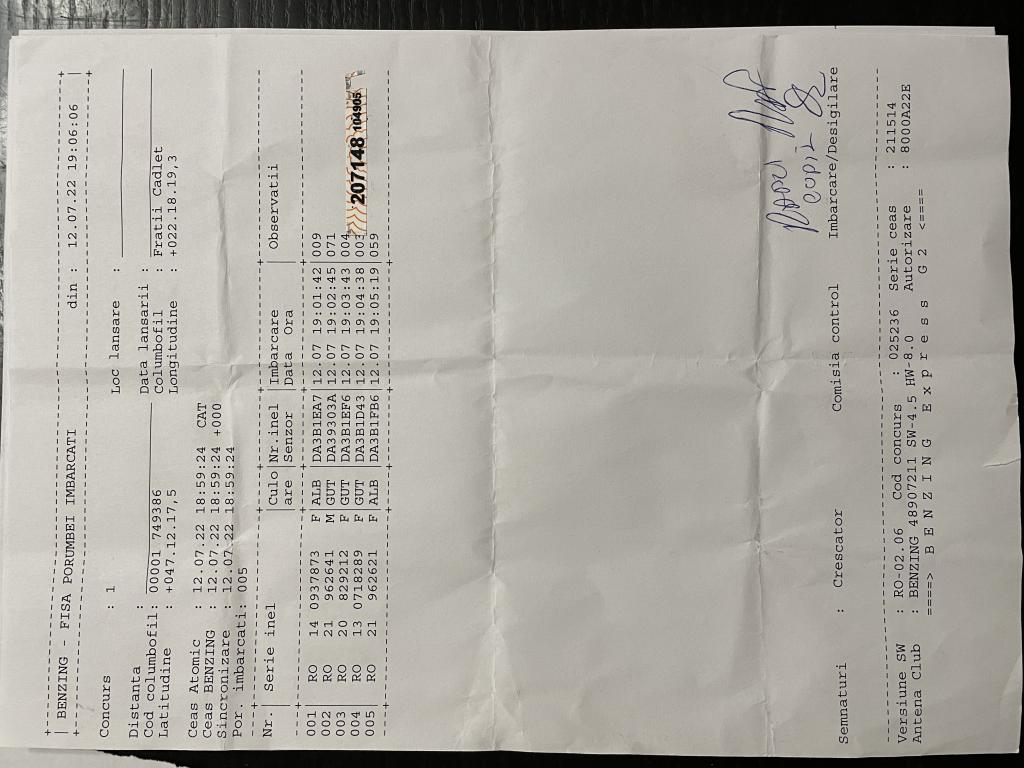 BENZING - FISA PORUMBEI IMBARCATI din : 12.07.22 19:06:06
Concurs : 1 Loc lansare :
Distanta : Data lansarii :
Cod columbofil: 00001 749386 Columbofil : Fratii Cadlet
Latitudine : +047.12.17,5 Longitudine : +022.18.19,3
Ceas Atomic : 12.07.22 18:59:24 CAT
Ceas BENZING : 12.07.22 18:59:24 +000
Sincronizare : 12.07.22 18:59:24
Por. imbarcati: 005
Nr. | Serie inel |Culo|Nr.inel |Imbarcare | Observatii
|are |Senzor |Data Ora |
001 | RO 14 0937873 F|ALB |DA3B1EA7|12.07 19:01:42|009
002 | RO 21 962641 M|GUT |DA39303A|12.07 19:02:45|071
003 | RO 20 829212 F|GUT |DA3B1EF6|12.07 19:03:43|004
004 | RO 13 0718289 F|GUT |DA3B1D43|12.07 19:04:38|003
005 | RO 21 962621 F|ALB |DA3B1FB6|12.07 19:05:19|059
207148 104905
Semnaturi : Crescator Comisia control Imbarcare/Desigilare
Versiune SW : RO-02.06 Cod concurs : 025236 Serie ceas : 211514
Antena Club : BENZING 48907211 SW-4.5 HW-8.0 Autorizare : 8000A22E
====> B E N Z I N G E x p r e s s G 2 <====